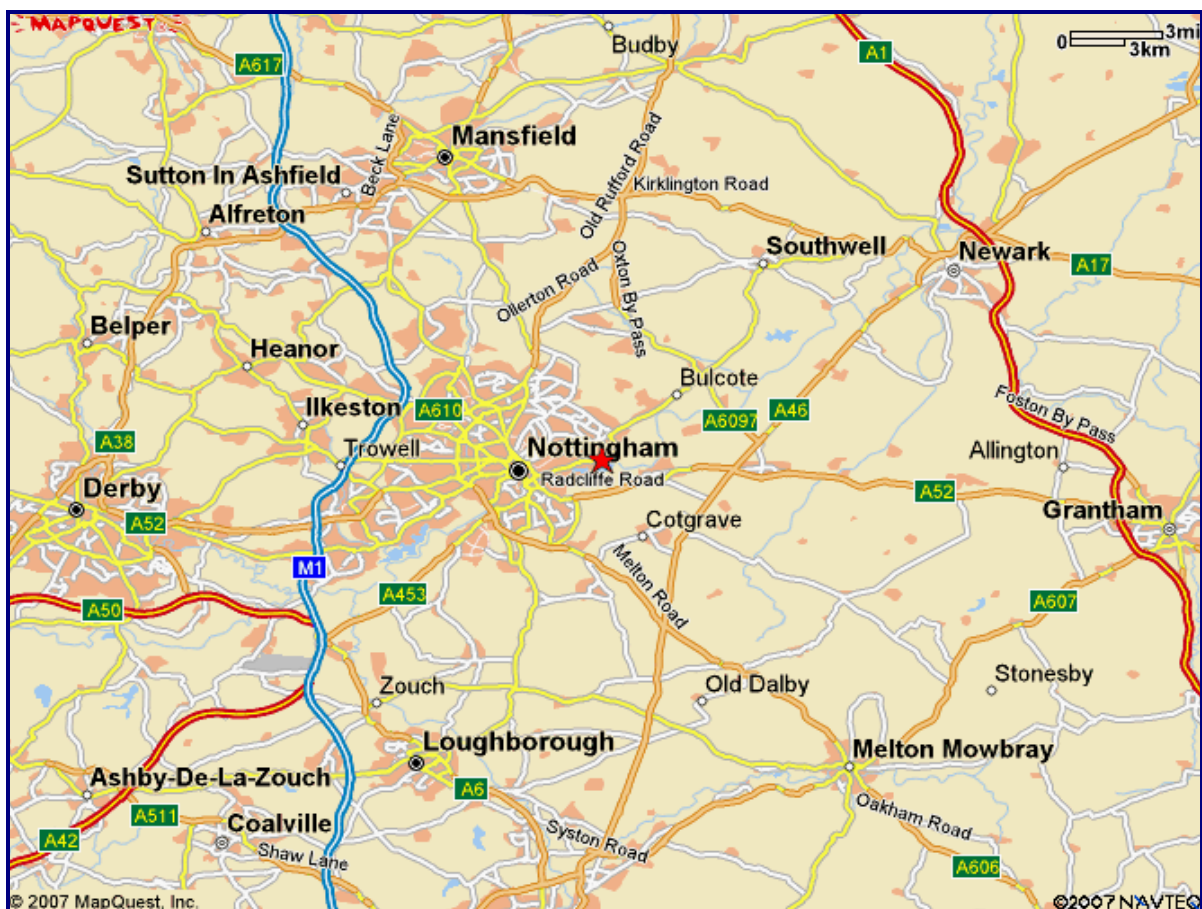 MAPQUEST
3mi
0
3km
Budby
A1
A617
Mansfield
Beck Lane
Old Rufford Road
Sutton In Ashfield
Kirklington Road
Alfreton
Southwell
Newark
A17
Ollerton Road
Oxton By Pass
Belper
Heanor
Bulcote
Ilkeston
A610
A6097
A46
Foston By Pass
A38
Trowell
Nottingham
Allington
Radcliffe Road
Derby
A52
A52
Cotgrave
Grantham
M1
Melton Road
A50
A453
A607
Zouch
Old Dalby
Stonesby
Loughborough
Melton Mowbray
Ashby-De-La-Zouch
A6
A511
Coalville
Syston Road
Oakham Road
A42
Shaw Lane
A606
© 2007 MapQuest, Inc.
©2007 NAVTEQ